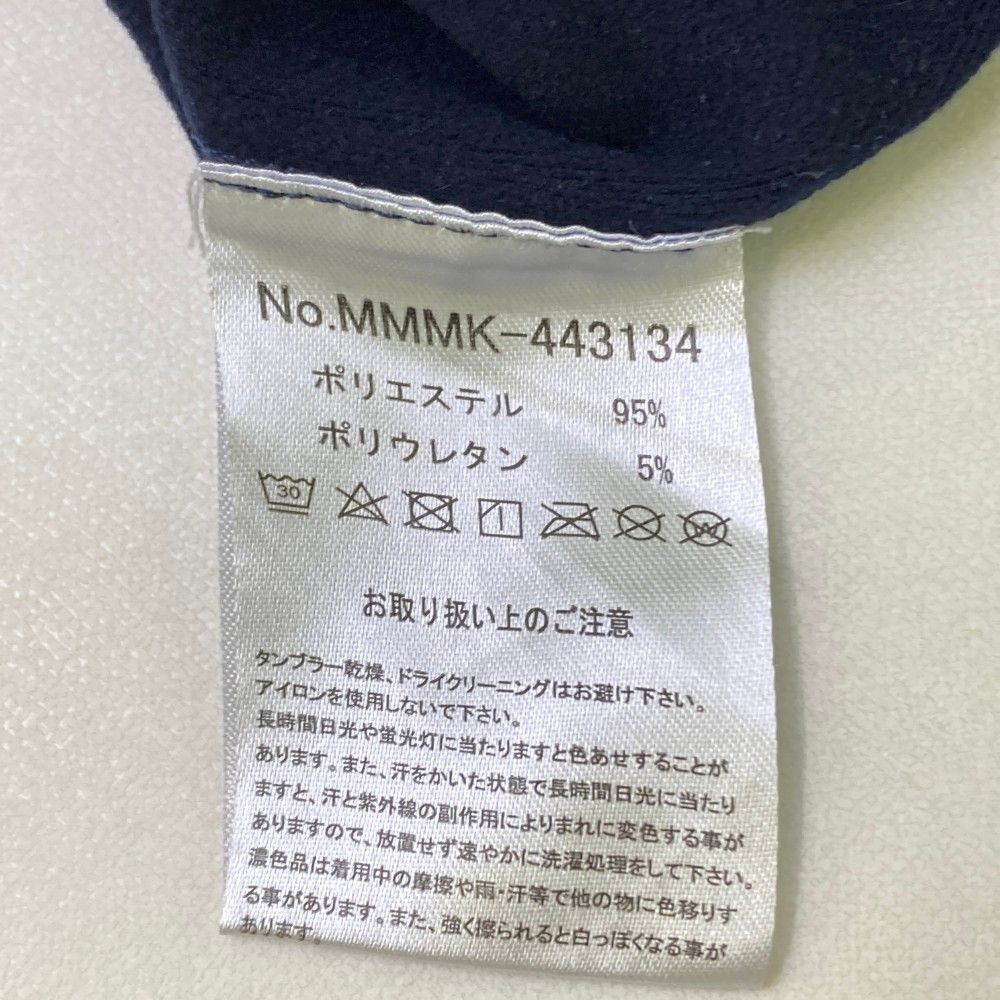 No.MMMK-443134
ポリエステル 95%
ポリウレタン 5%
30
W
お取り扱い上のご注意
タンブラー乾燥、ドライクリーニングはお避け下さい。
アイロンを使用しないで下さい。
長時間日光や蛍光灯に当たりますと色あせすることが
あります。また、汗をかいた状態で長時間日光に当たり
ますと、汗と紫外線の副作用によりまれに変色する事が
ありますので、放置せず速やかに洗濯処理をして下さい。
濃色品は着用中の摩擦や雨・汗等で他の物に色移りす
る事があります。また、強く擦られると白っぽくなる事が
あります。